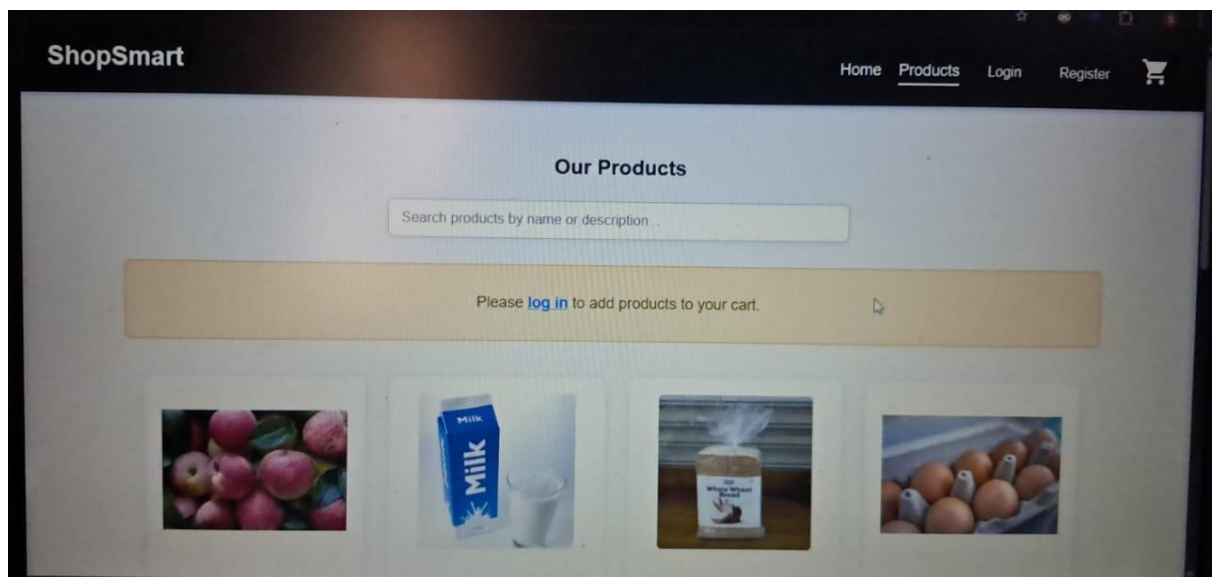 ShopSmart
Home Products Login Register
Our Products
Search products by name or description...
Please log in to add products to your cart.
Milk
Milk
Whole Wheat
Bread